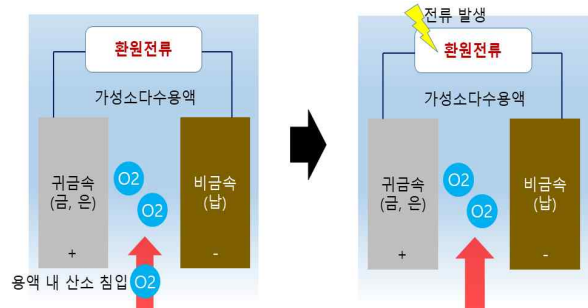 환원전류
가성소다수용액
귀금속
(금, 은)
+
O2
O2
비금속
(납)
-
용액 내 산소 침입
O2
전류 발생
환원전류
가성소다수용액
귀금속
(금, 은)
+
O2
O2
비금속
(납)
-